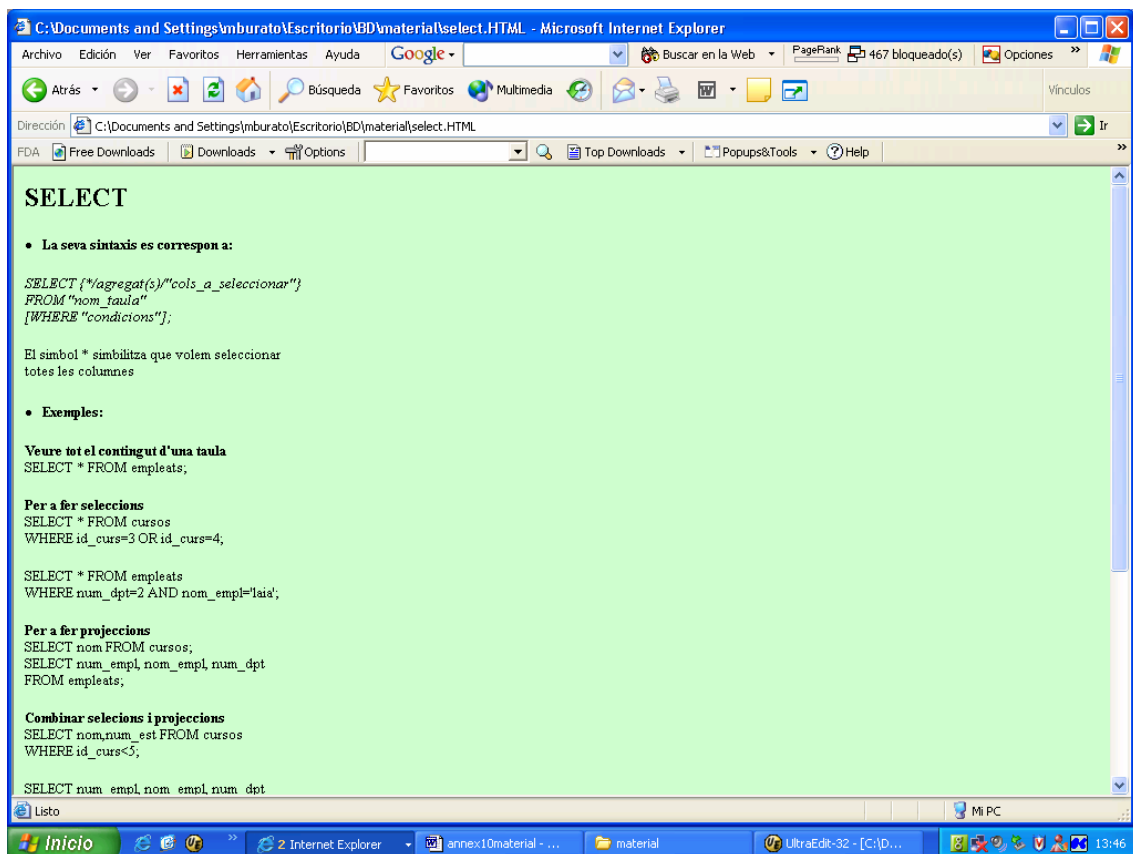 C:\Documents and Settings\mburato\Escritorio\BD\material\select.HTML - Microsoft Internet Explorer
Archivo Edición Ver Favoritos Herramientas Ayuda Google Buscar en la Web PageRank 467 bloqueado(s) Opciones »
Atrás Búsqueda Favoritos Multimedia Vínculos
Dirección C:\Documents and Settings\mburato\Escritorio\BD\material\select.HTML Ir
FDA Free Downloads Downloads Options Top Downloads Popups&Tools Help »
SELECT
• La seva sintaxis es correspon a:
SELECT {*/agregat(s)/"cols_a_seleccionar"}
FROM "nom_taula"
[WHERE "condicions"];
El simbol * simbilitza que volem seleccionar
totes les columnes
• Exemples:
Veure tot el contingut d'una taula
SELECT * FROM empleats;
Per a fer seleccions
SELECT * FROM cursos
WHERE id_curs=3 OR id_curs=4;
SELECT * FROM empleats
WHERE num_dpt=2 AND nom_empl='laia';
Per a fer projeccions
SELECT nom FROM cursos;
SELECT num_empl, nom_empl, num_dpt
FROM empleats;
Combinar selecions i projeccions
SELECT nom,num_est FROM cursos
WHERE id_curs<5;
SELECT num_empl, nom_empl, num_dpt
Listo Mi PC
Inicio » 2 Internet Explorer annex10material - ... material UltraEdit-32 - [C:\D... 13:46